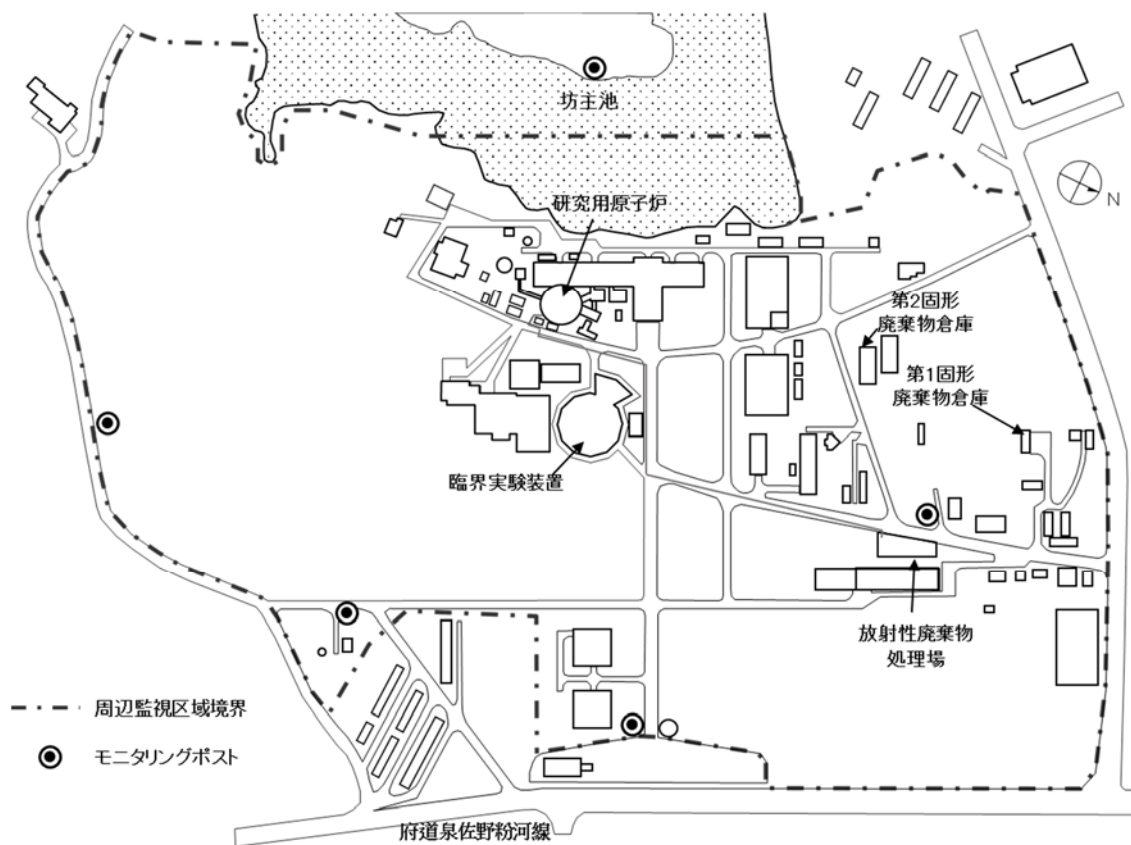 坊主池
N
研究用原子炉
第2固形
廃棄物倉庫
第1固形
廃棄物倉庫
臨界実験装置
放射性廃棄物
処理場
周辺監視区域境界
モニタリングポスト
府道泉佐野粉河線